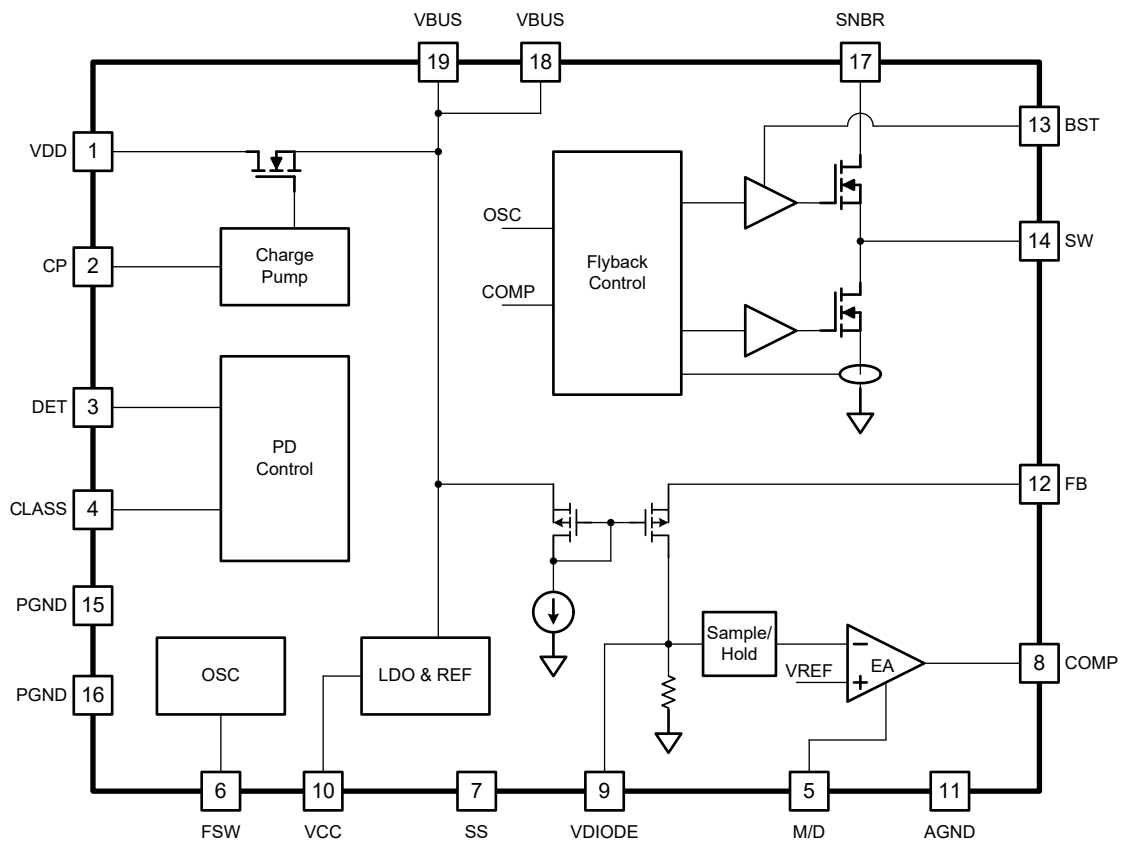 VBUS
VBUS
SNBR
19
18
17
13
BST
VDD
1
Charge
Pump
CP
2
OSC
COMP
Flyback
Control
14
SW
DET
3
PD
Control
CLASS
4
12
FB
PGND
15
PGND
16
OSC
LDO & REF
Sample/
Hold
VREF
−
+
EA
8
COMP
6
10
7
9
5
11
FSW
VCC
SS
VDIODE
M/D
AGND